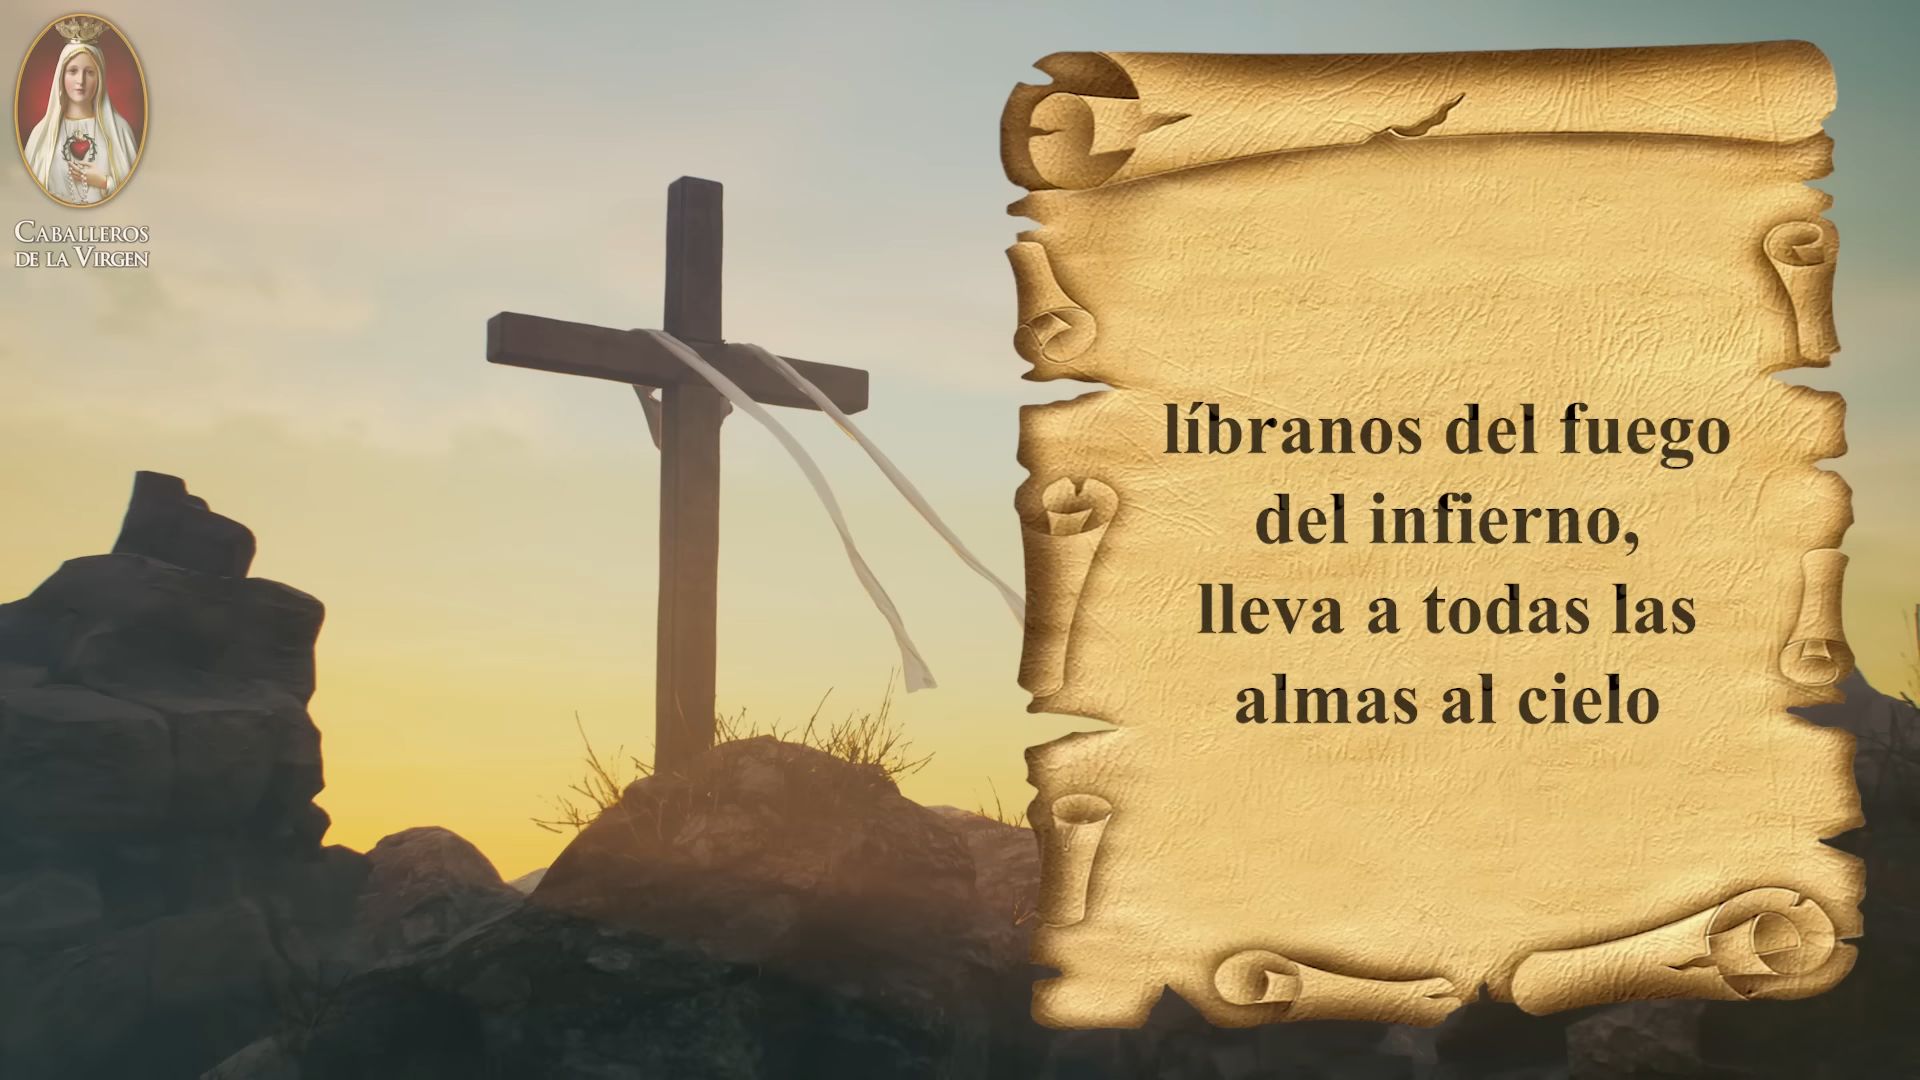 CABALLEROS
DE LA VIRGEN
líbranos del fuego
del infierno,
lleva a todas las
almas al cielo